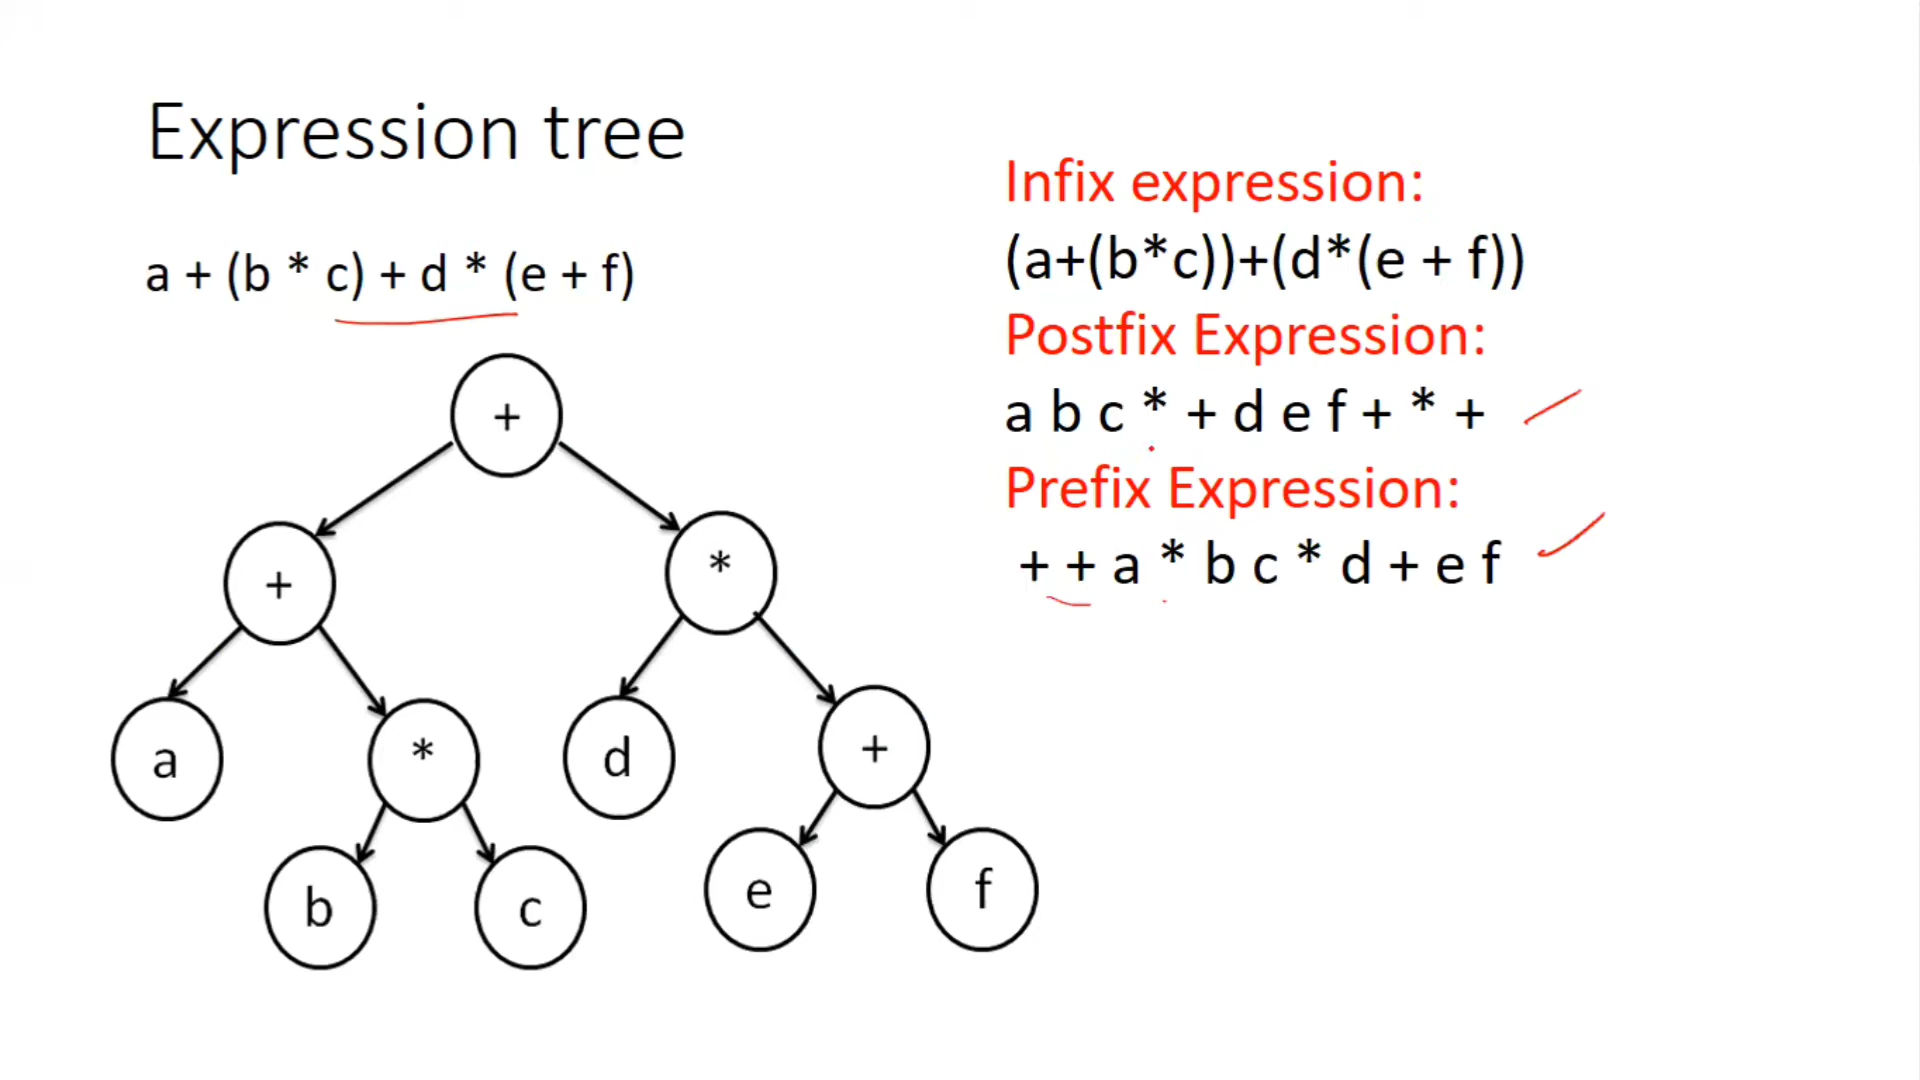 Expression tree
a + (b * c) + d * (e + f)
Infix expression:
(a+(b*c))+(d*(e + f))
Postfix Expression:
a b c * + d e f + * +
Prefix Expression:
+ + a * b c * d + e f
+
+ *
a * d +
b c e f